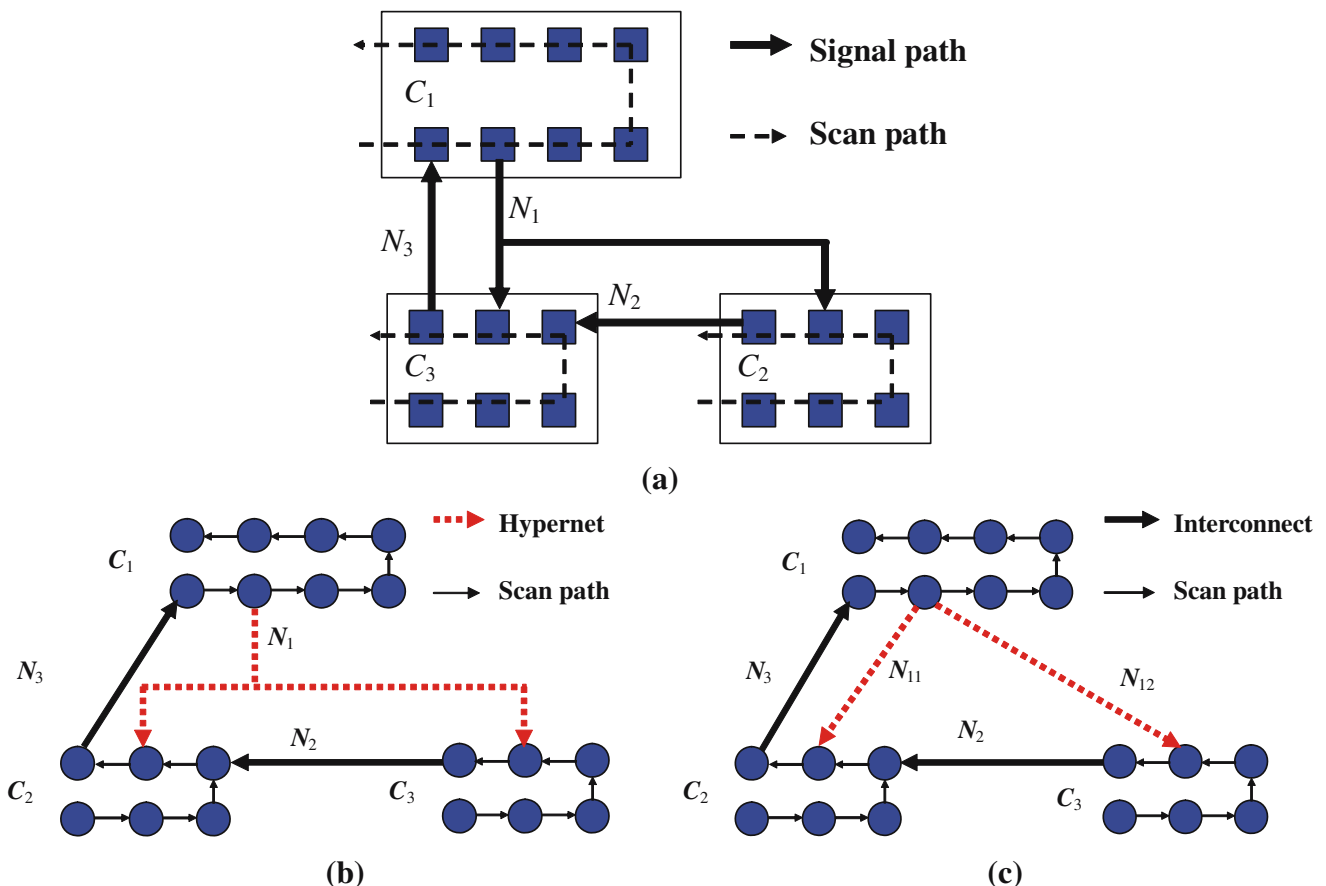 Signal path
C1
Scan path
N1
N3
N2
C3
C2
(a)
Hypernet
C1
Scan path
N1
N3
N2
C2
C3
(b)
Interconnect
C1
Scan path
N3
N11
N12
N2
C2
C3
(c)